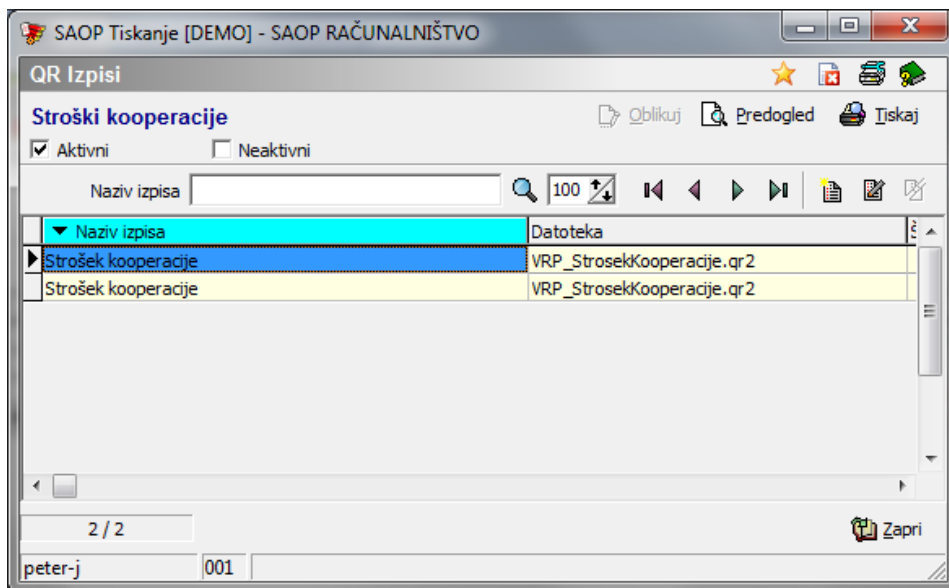 SAOP Tiskanje [DEMO] - SAOP RAČUNALNIŠTVO
QR Izpisi
Stroški kooperacije Oblikuj Predogled Tiskaj
Aktivni Neaktivni
Naziv izpisa 100
Naziv izpisa Datoteka Š
Strošek kooperacije VRP_StrosekKooperacije.qr2
Strošek kooperacije VRP_StrosekKooperacije.qr2
2 / 2 Zapri
peter-j 001